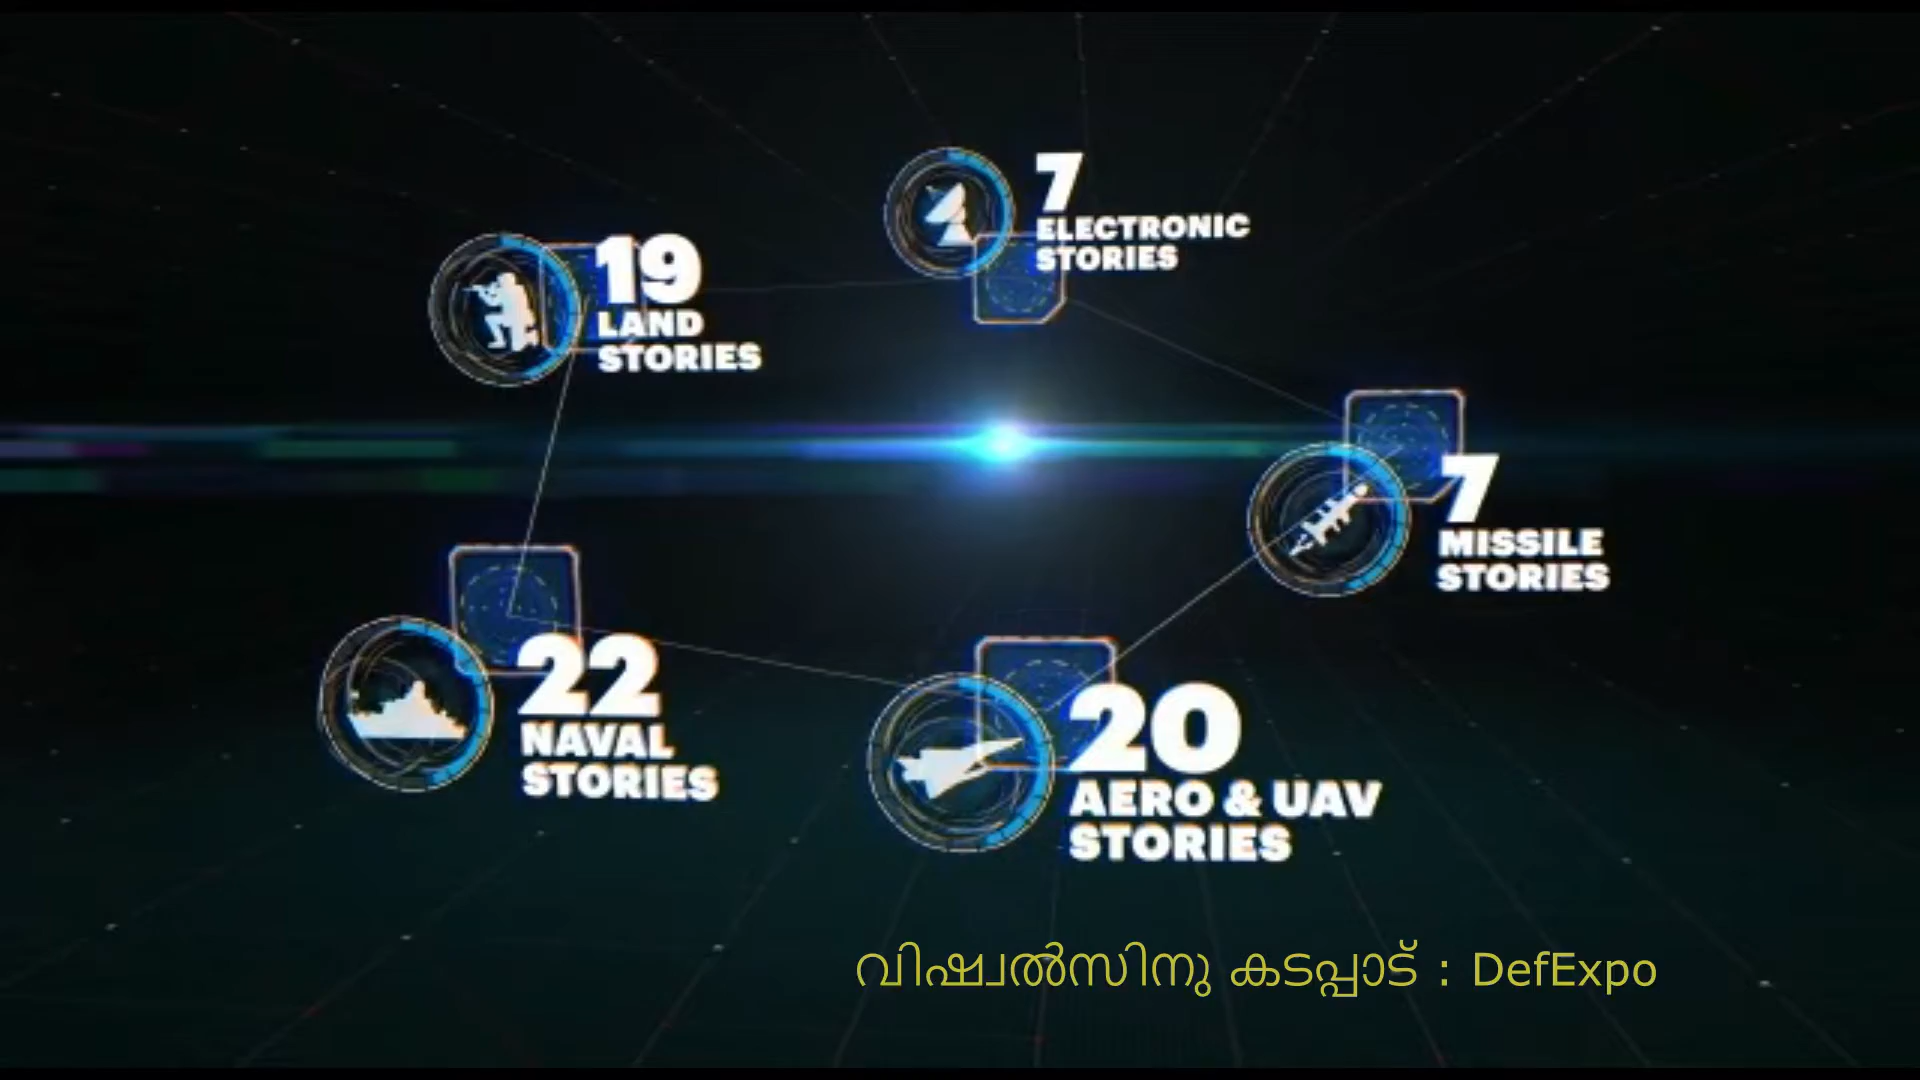 7
ELECTRONIC
STORIES
19
LAND
STORIES
7
MISSILE
STORIES
22
NAVAL
STORIES
20
AERO & UAV
STORIES
വിഷ്വൽസിനു കടപ്പാട് : DefExpo